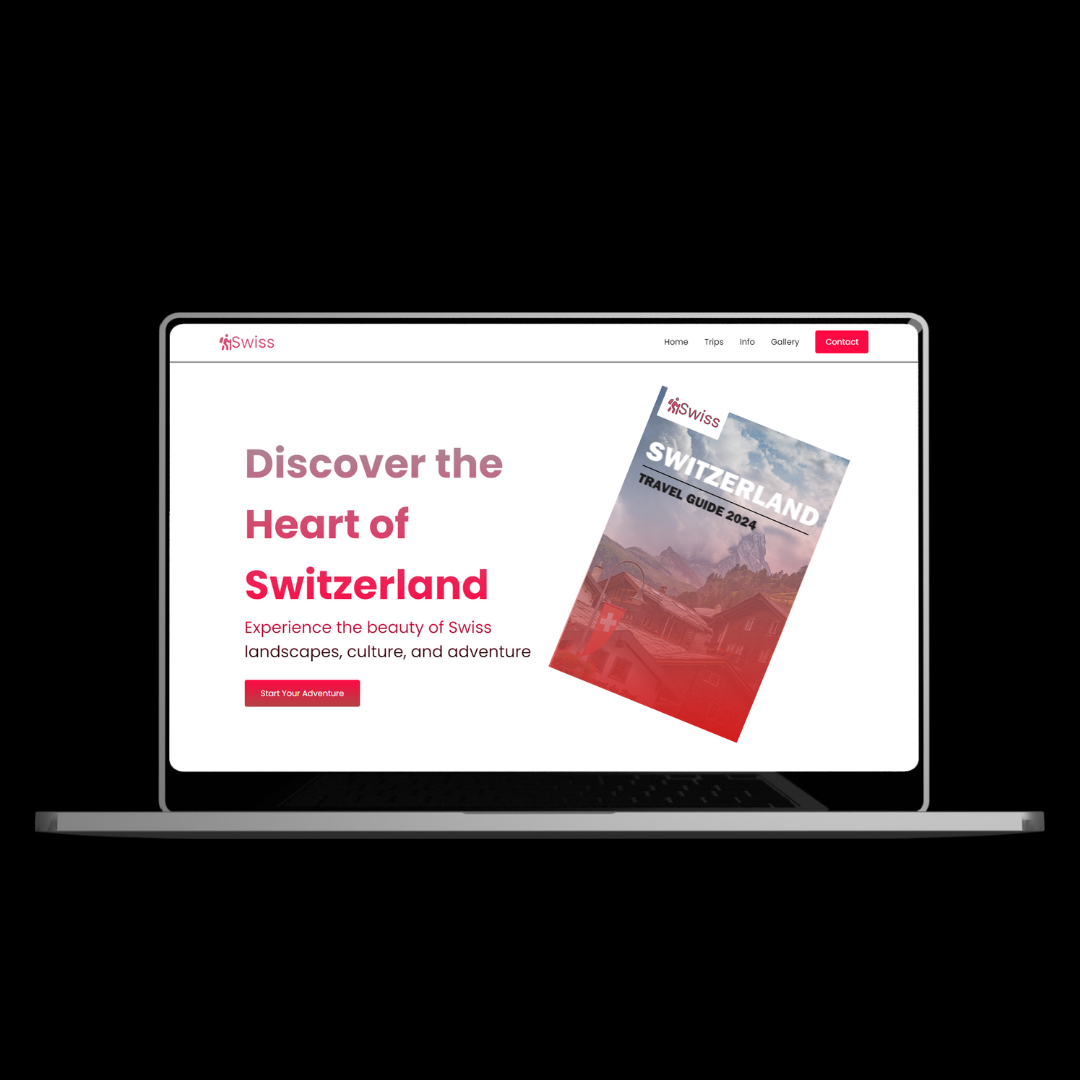 Swiss
Home Trips Info Gallery Contact
Discover the
Heart of
Switzerland
Experience the beauty of Swiss
landscapes, culture, and adventure
Start Your Adventure
Swiss
SWITZERLAND
TRAVEL GUIDE 2024